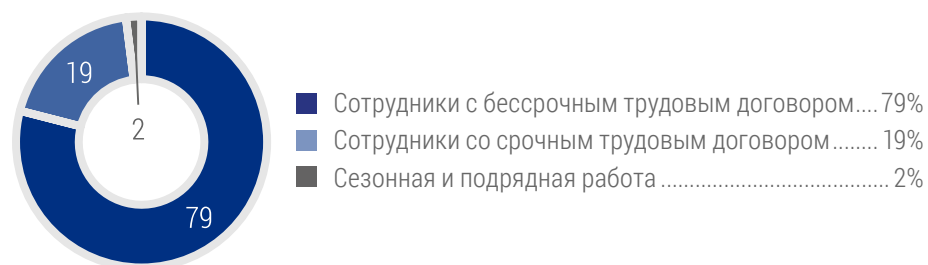 19
2
79
Сотрудники с бессрочным трудовым договором....79%
Сотрудники со срочным трудовым договором........ 19%
Сезонная и подрядная работа ........................................ 2%